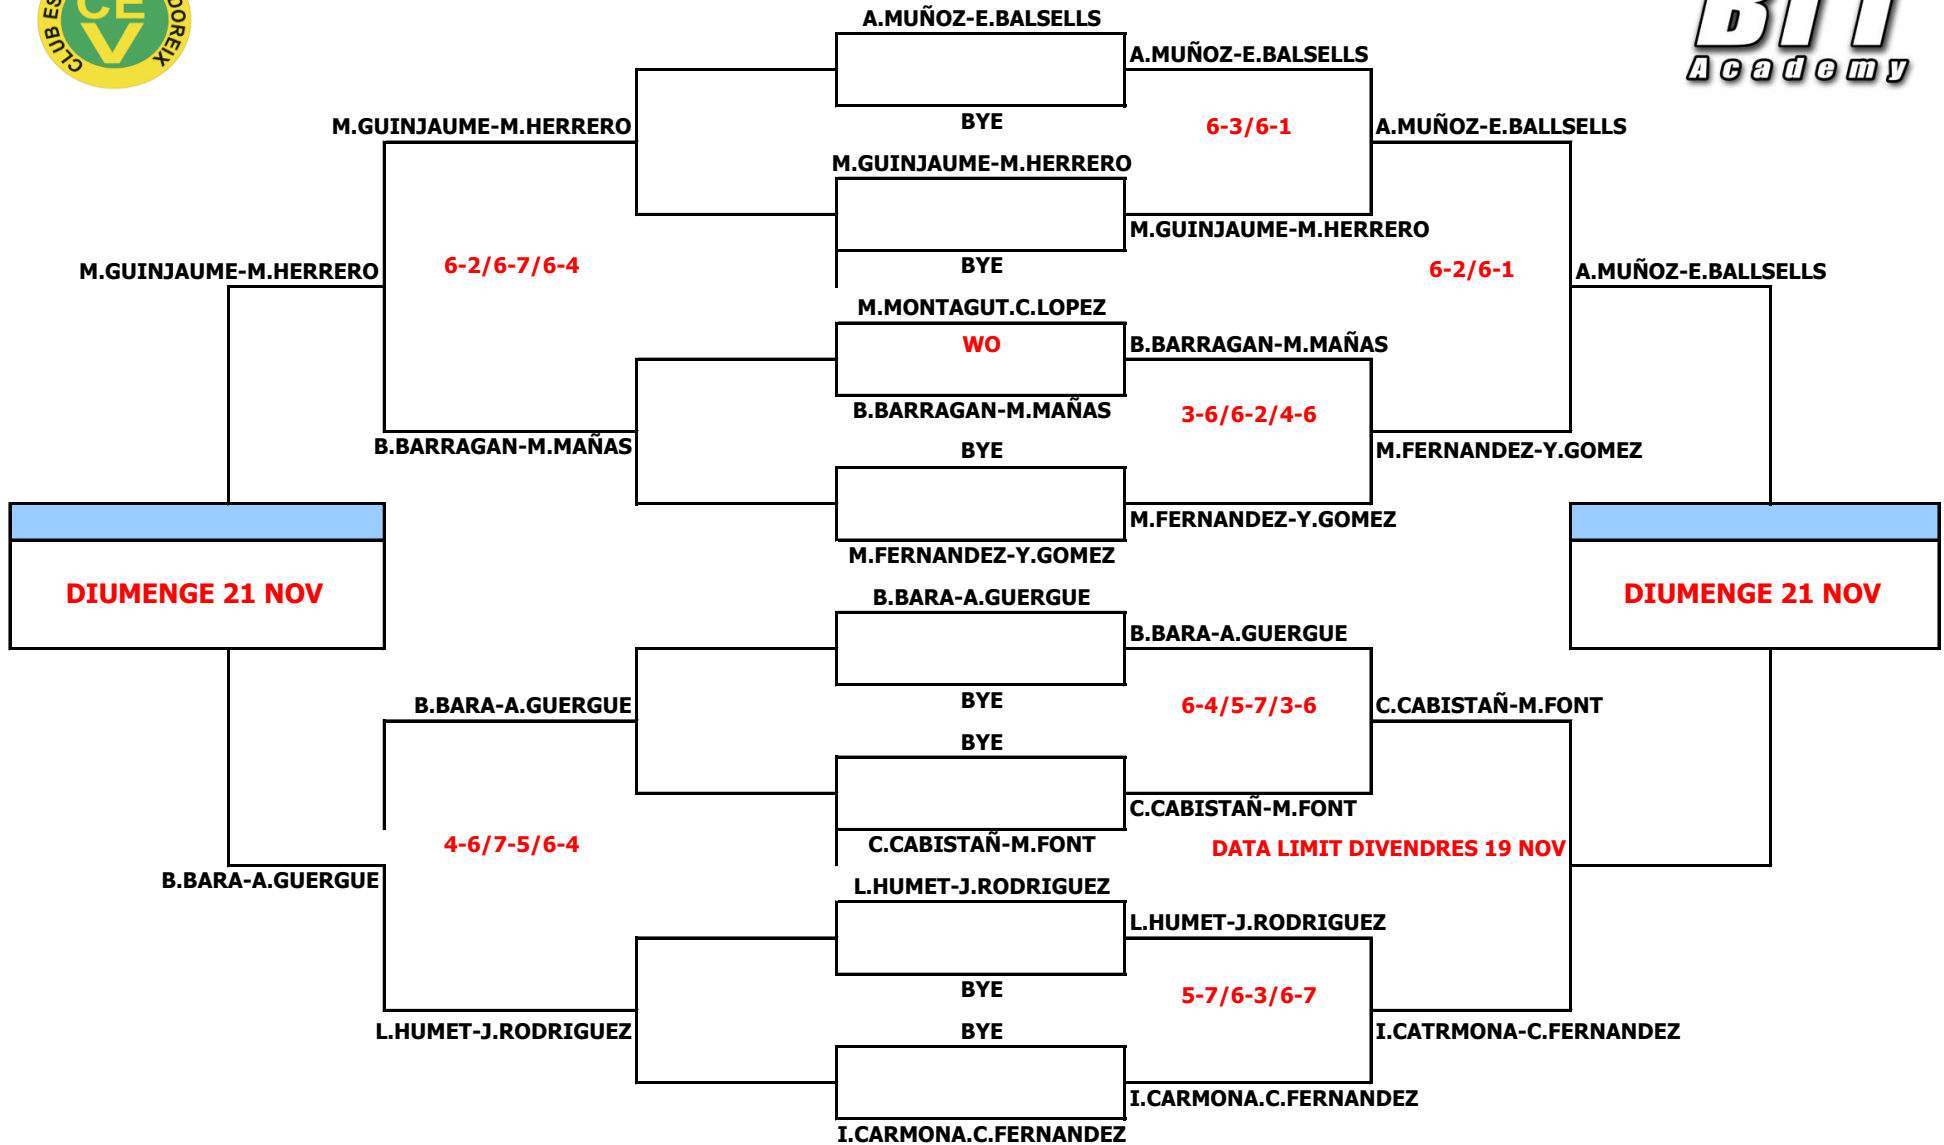 CLUB ES
DOREIX
CEV
BTT
Academy
A.MUÑOZ-E.BALSELLS
A.MUÑOZ-E.BALSELLS
BYE
M.GUINJAUME-M.HERRERO
6-3/6-1
A.MUÑOZ-E.BALLSELLS
M.GUINJAUME-M.HERRERO
M.GUINJAUME-M.HERRERO
M.GUINJAUME-M.HERRERO
6-2/6-7/6-4
BYE
6-2/6-1
A.MUÑOZ-E.BALLSELLS
M.MONTAGUT.C.LOPEZ
WO
B.BARRAGAN-M.MAÑAS
B.BARRAGAN-M.MAÑAS
3-6/6-2/4-6
B.BARRAGAN-M.MAÑAS
BYE
M.FERNANDEZ-Y.GOMEZ
M.FERNANDEZ-Y.GOMEZ
M.FERNANDEZ-Y.GOMEZ
DIUMENGE 21 NOV
DIUMENGE 21 NOV
B.BARA-A.GUERGUE
B.BARA-A.GUERGUE
B.BARA-A.GUERGUE
BYE
6-4/5-7/3-6
C.CABISTAÑ-M.FONT
BYE
C.CABISTAÑ-M.FONT
4-6/7-5/6-4
C.CABISTAÑ-M.FONT
DATA LIMIT DIVENDRES 19 NOV
B.BARA-A.GUERGUE
L.HUMET-J.RODRIGUEZ
L.HUMET-J.RODRIGUEZ
BYE
5-7/6-3/6-7
L.HUMET-J.RODRIGUEZ
BYE
I.CATRMONA-C.FERNANDEZ
I.CARMONA.C.FERNANDEZ
I.CARMONA.C.FERNANDEZ